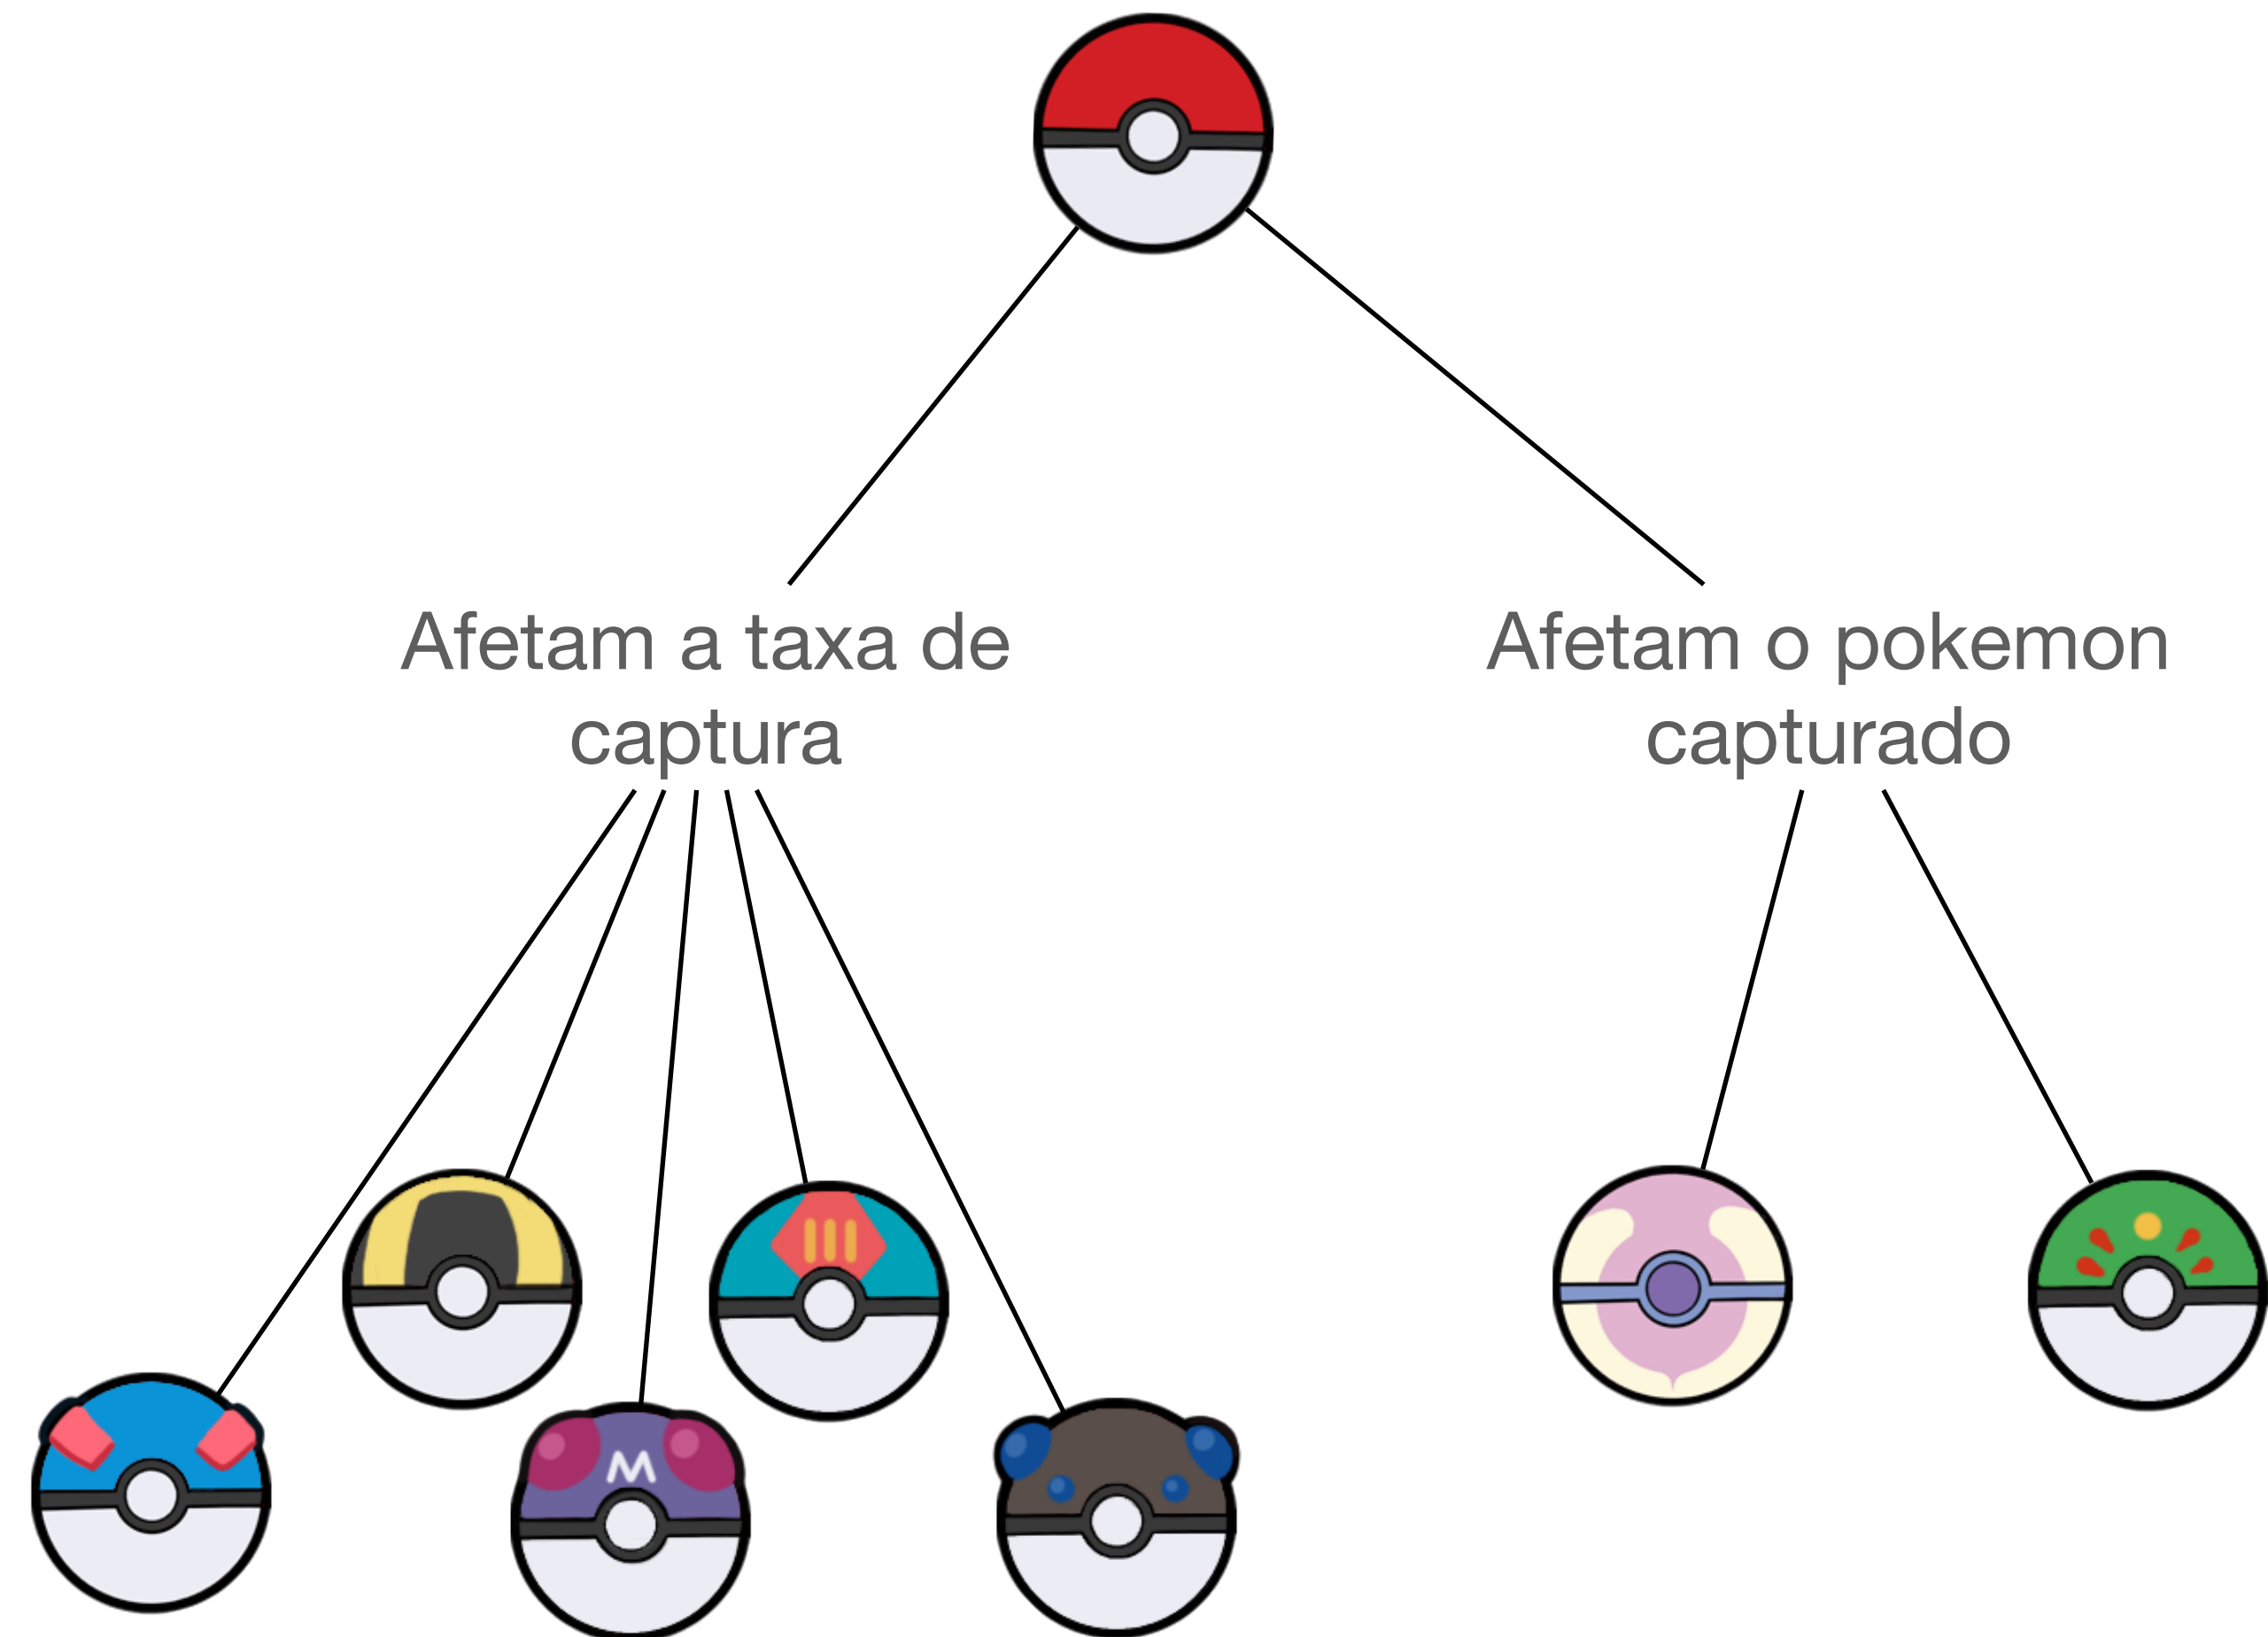 Afetam a taxa de
captura
Afetam o pokemon
capturado
M